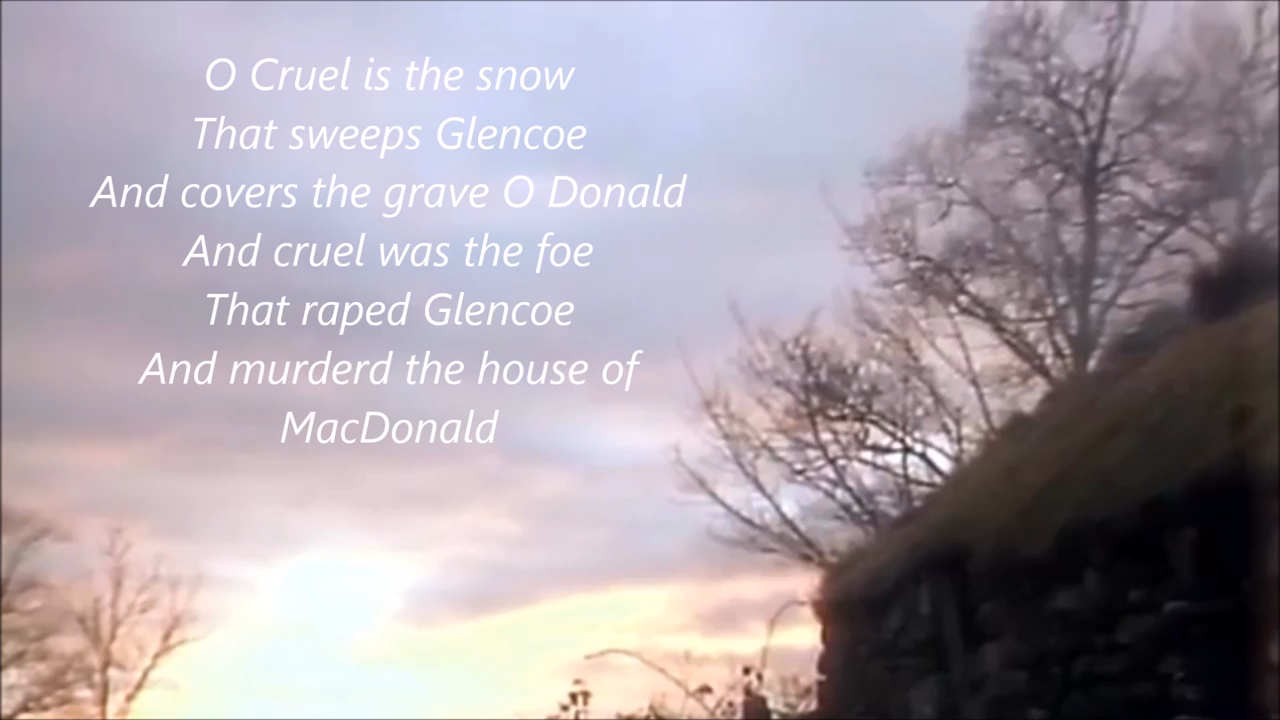 O Cruel is the snow
That sweeps Glencoe
And covers the grave O Donald
And cruel was the foe
That raped Glencoe
And murderd the house of
MacDonald